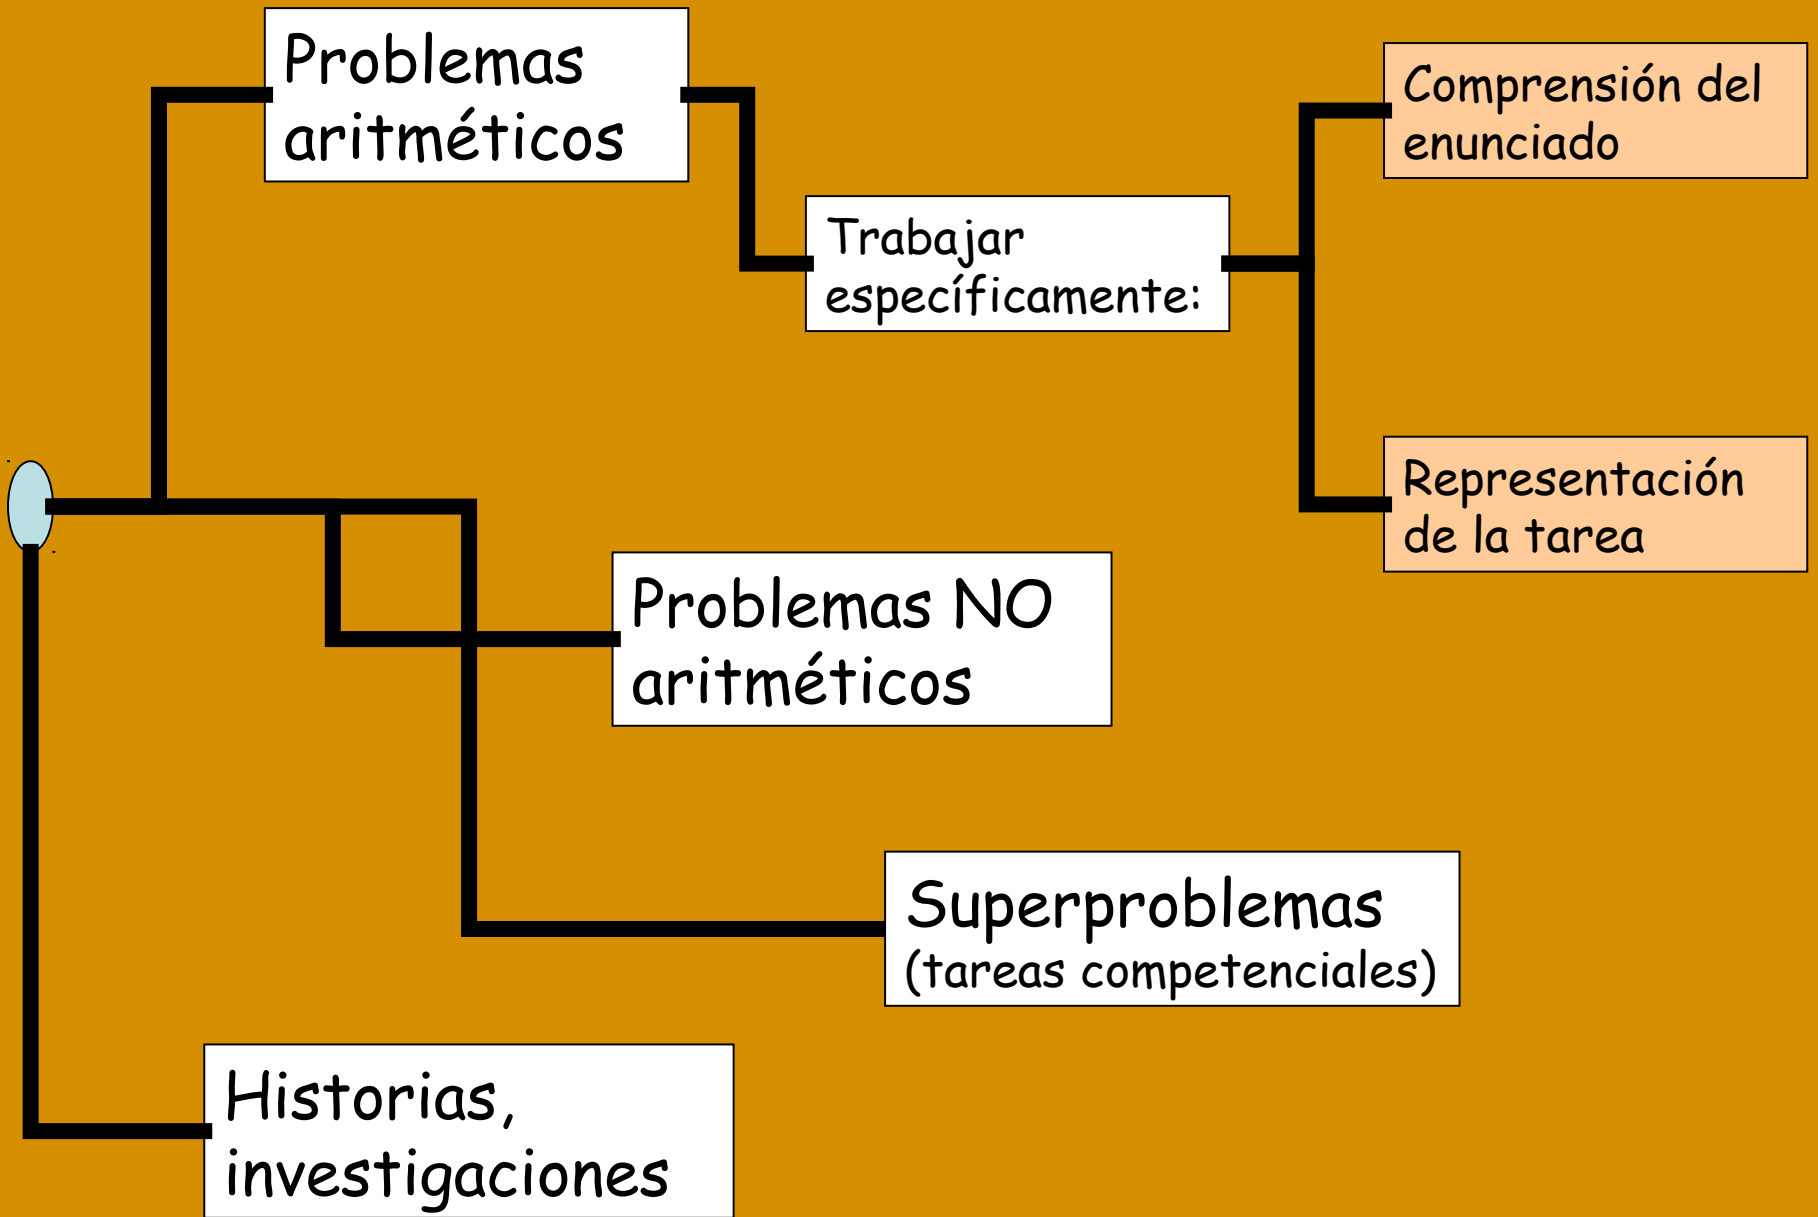 Problemas
aritméticos
Trabajar
específicamente:
Comprensión del
enunciado
Representación
de la tarea
Problemas NO
aritméticos
Superproblemas
(tareas competenciales)
Historias,
investigaciones